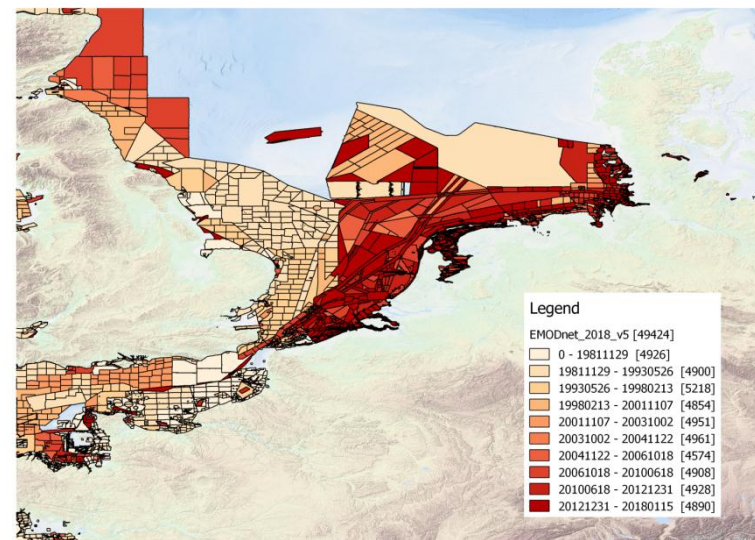 Legend
EMODnet_2018_v5 [49424]
0 - 19811129 [4926]
19811129 - 19930526 [4900]
19930526 - 19980213 [5218]
19980213 - 20011107 [4854]
20011107 - 20031002 [4951]
20031002 - 20041122 [4961]
20041122 - 20061018 [4574]
20061018 - 20100618 [4908]
20100618 - 20121231 [4928]
20121231 - 20180115 [4890]